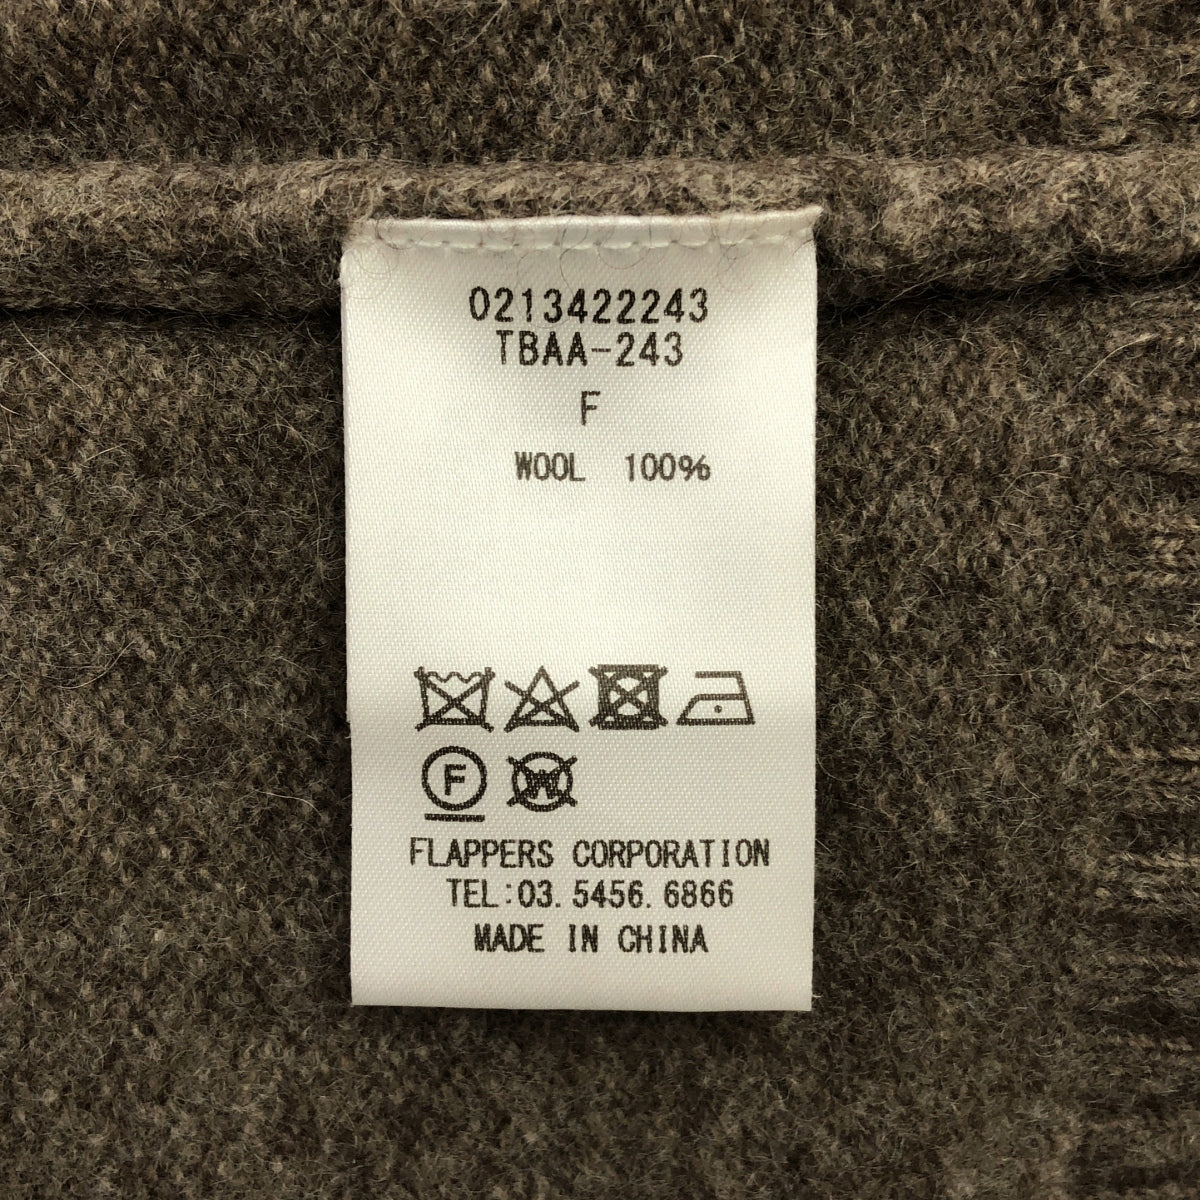 0213422243
TBAA-243
F
WOOL 100%
F
W
FLAPPERS CORPORATION
TEL:03.5456.6866
MADE IN CHINA